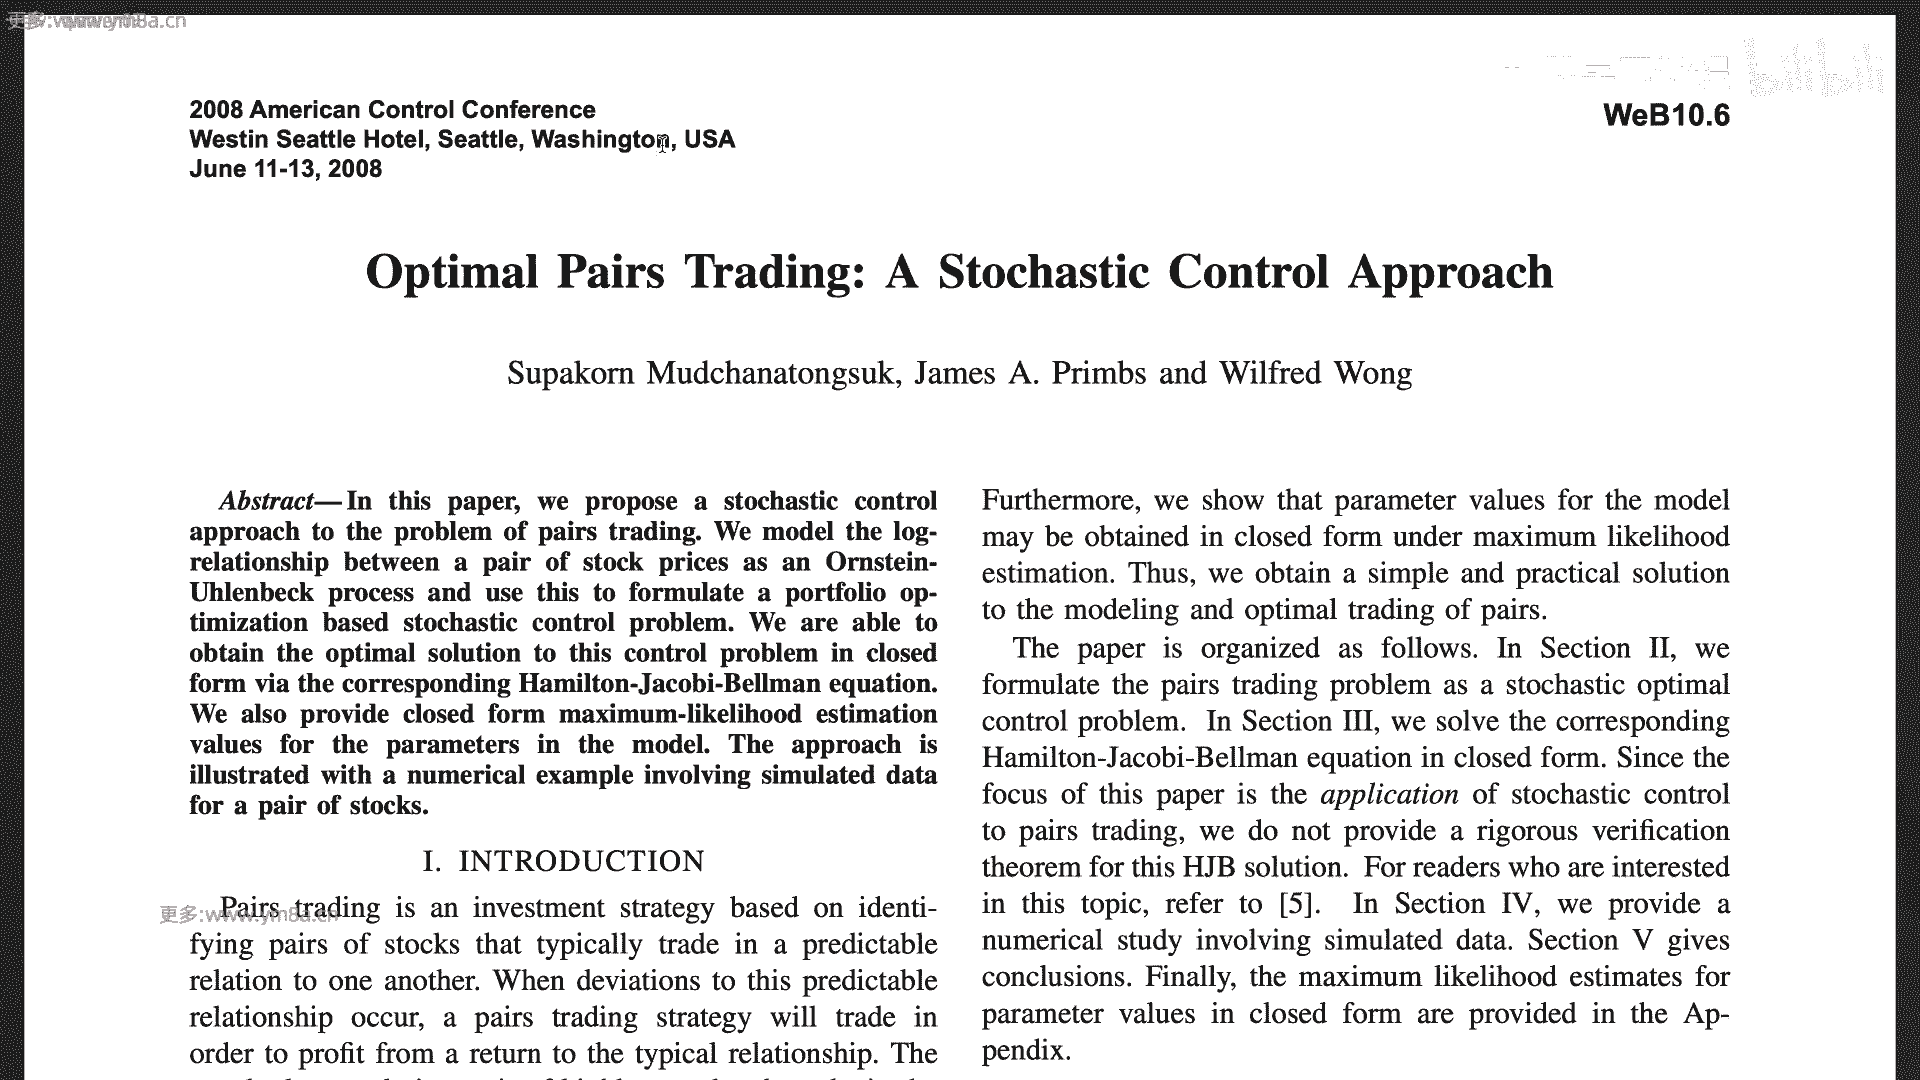 2008 American Control Conference
Westin Seattle Hotel, Seattle, Washington, USA
June 11-13, 2008
WeB10.6
Optimal Pairs Trading: A Stochastic Control Approach
Supakorn Mudchanatongsuk, James A. Primbs and Wilfred Wong
Abstract—In this paper, we propose a stochastic control
approach to the problem of pairs trading. We model the log-
relationship between a pair of stock prices as an Ornstein-
Uhlenbeck process and use this to formulate a portfolio op-
timization based stochastic control problem. We are able to
obtain the optimal solution to this control problem in closed
form via the corresponding Hamilton-Jacobi-Bellman equation.
We also provide closed form maximum-likelihood estimation
values for the parameters in the model. The approach is
illustrated with a numerical example involving simulated data
for a pair of stocks.
I. INTRODUCTION
Pairs trading is an investment strategy based on identi-
fying pairs of stocks that typically trade in a predictable
relation to one another. When deviations to this predictable
relationship occur, a pairs trading strategy will trade in
order to profit from a return to the typical relationship. The
Furthermore, we show that parameter values for the model
may be obtained in closed form under maximum likelihood
estimation. Thus, we obtain a simple and practical solution
to the modeling and optimal trading of pairs.
The paper is organized as follows. In Section II, we
formulate the pairs trading problem as a stochastic optimal
control problem. In Section III, we solve the corresponding
Hamilton-Jacobi-Bellman equation in closed form. Since the
focus of this paper is the application of stochastic control
to pairs trading, we do not provide a rigorous verification
theorem for this HJB solution. For readers who are interested
in this topic, refer to [5]. In Section IV, we provide a
numerical study involving simulated data. Section V gives
conclusions. Finally, the maximum likelihood estimates for
parameter values in closed form are provided in the Ap-
pendix.
更多:www.ym8a.cn
bilibili